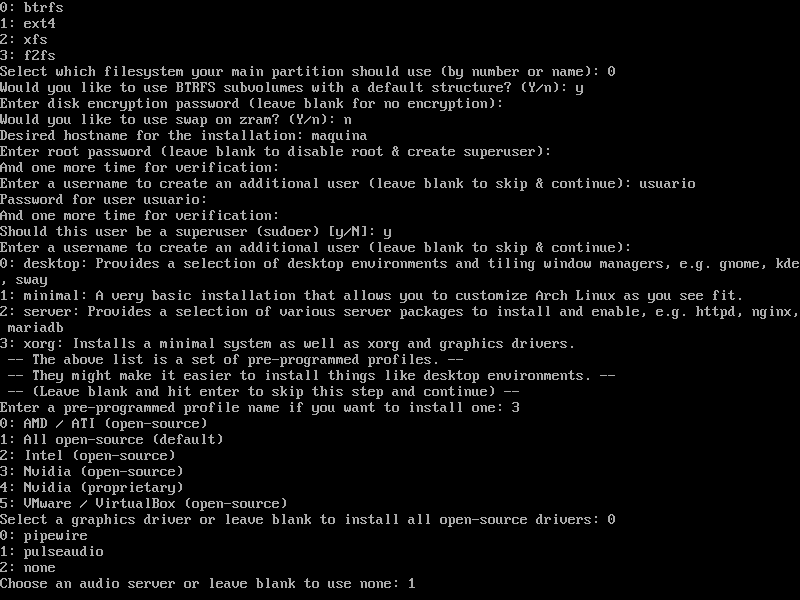 0: btrfs
1: ext4
2: xfs
3: f2fs
Select which filesystem your main partition should use (by number or name): 0
Would you like to use BTRFS subvolumes with a default structure? (Y/n): y
Enter disk encryption password (leave blank for no encryption):
Would you like to use swap on zram? (Y/n): n
Desired hostname for the installation: maquina
Enter root password (leave blank to disable root & create superuser):
And one more time for verification:
Enter a username to create an additional user (leave blank to skip & continue): usuario
Password for user usuario:
And one more time for verification:
Should this user be a superuser (sudoer) [y/N]: y
Enter a username to create an additional user (leave blank to skip & continue):
0: desktop: Provides a selection of desktop environments and tiling window managers, e.g. gnome, kde
, sway
1: minimal: A very basic installation that allows you to customize Arch Linux as you see fit.
2: server: Provides a selection of various server packages to install and enable, e.g. httpd, nginx,
 mariadb
3: xorg: Installs a minimal system as well as xorg and graphics drivers.
 -- The above list is a set of pre-programmed profiles. --
 -- They might make it easier to install things like desktop environments. --
 -- (Leave blank and hit enter to skip this step and continue) --
Enter a pre-programmed profile name if you want to install one: 3
0: AMD / ATI (open-source)
1: All open-source (default)
2: Intel (open-source)
3: Nvidia (open-source)
4: Nvidia (proprietary)
5: VMware / VirtualBox (open-source)
Select a graphics driver or leave blank to install all open-source drivers: 0
0: pipewire
1: pulseaudio
2: none
Choose an audio server or leave blank to use none: 1